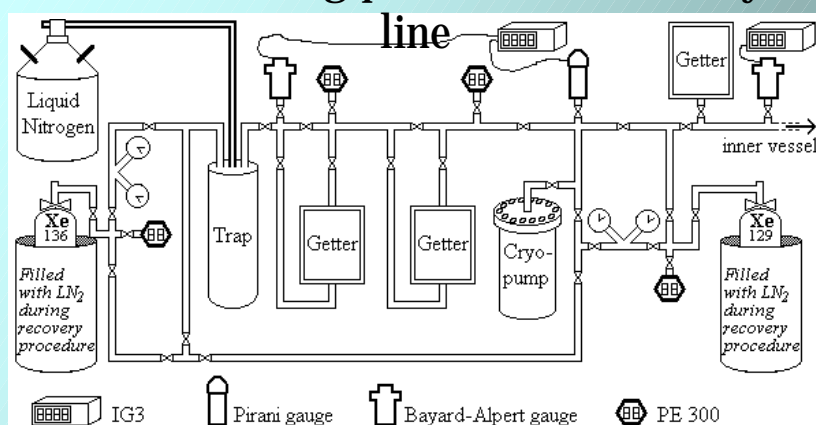 line
Getter
Liquid
Nitrogen
inner vessel
Xe
136
Trap
Getter
Getter
Cryo-
pump
Xe
129
Filled
with LN2
during
recovery
procedure
Filled
with LN2
during
recovery
procedure
IG3
Pirani gauge
Bayard-Alpert gauge
PE 300